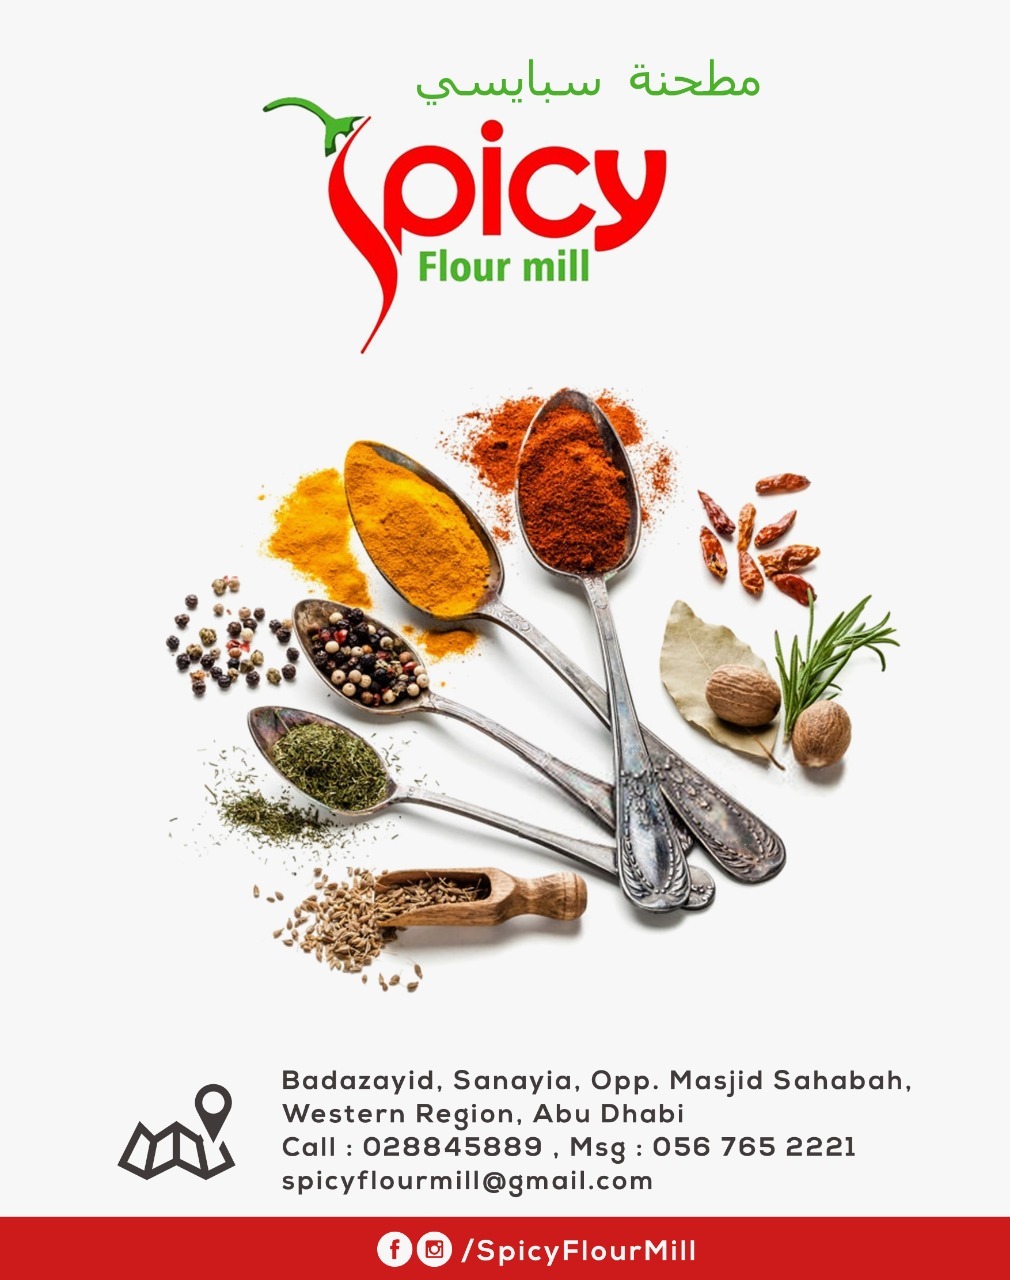 مطحنة سبايسي
Spicy
Flour mill
Badazayid, Sanayia, Opp. Masjid Sahabah,
Western Region, Abu Dhabi
Call : 028845889 , Msg : 056 765 2221
spicyflourmill@gmail.com
/SpicyFlourMill